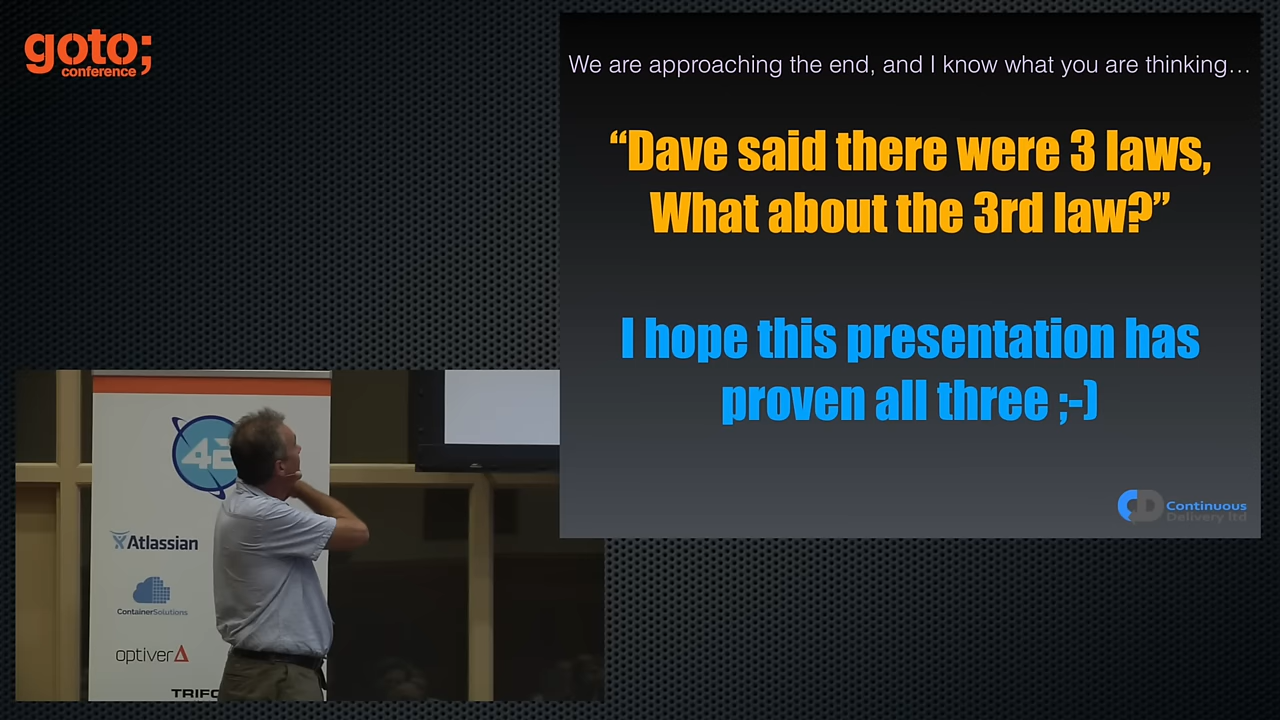 goto;
conference
We are approaching the end, and I know what you are thinking…
“Dave said there were 3 laws,
What about the 3rd law?”
I hope this presentation has
proven all three ;-)
Continuous
Delivery ltd
Atlassian
ContainerSolutions
optiver